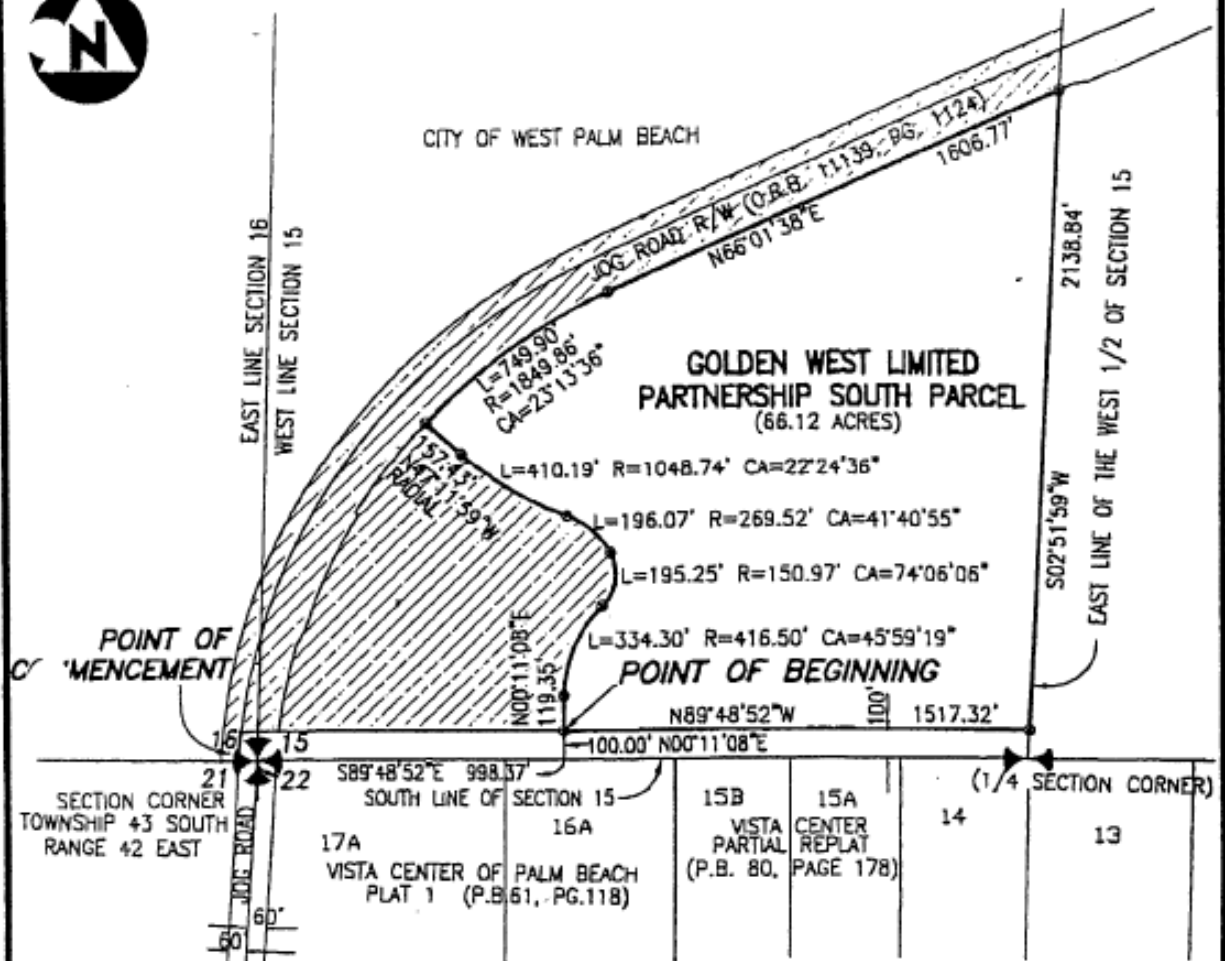 N
CITY OF WEST PALM BEACH
JOG ROAD R/W (O.R.B. 11139, PG. 1124)
1606.77'
N66°01'38"E
EAST LINE SECTION 16
WEST LINE SECTION 15
2138.84'
S02°51'59"W
EAST LINE OF THE WEST 1/2 OF SECTION 15
L=749.90'
R=1849.86'
CA=23°13'36"
GOLDEN WEST LIMITED
PARTNERSHIP SOUTH PARCEL
(66.12 ACRES)
157.43'
RADIAL
L=410.19' R=1048.74' CA=22°24'36"
L=196.07' R=269.52' CA=41°40'55"
L=195.25' R=150.97' CA=74°06'06"
L=334.30' R=416.50' CA=45°59'19"
POINT OF
MENCEMENT
N00°11'08"E
119.35'
POINT OF BEGINNING
N89°48'52"W
100'
1517.32'
16 15
21 22
100.00' N00°11'08"E
S89°48'52"E 998.37'
SOUTH LINE OF SECTION 15
(1/4 SECTION CORNER)
SECTION CORNER
TOWNSHIP 43 SOUTH
RANGE 42 EAST
JOG ROAD
60'
60'
17A
16A
VISTA CENTER OF PALM BEACH
PLAT 1 (P.B.61, PG.118)
15B
15A
VISTA CENTER
PARTIAL REPLAT
(P.B. 80, PAGE 178)
14
13